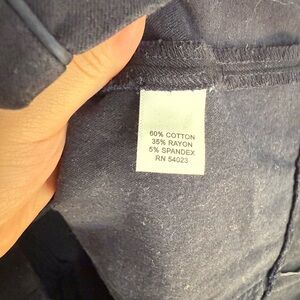 60% COTTON
35% RAYON
5% SPANDEX
RN 54023